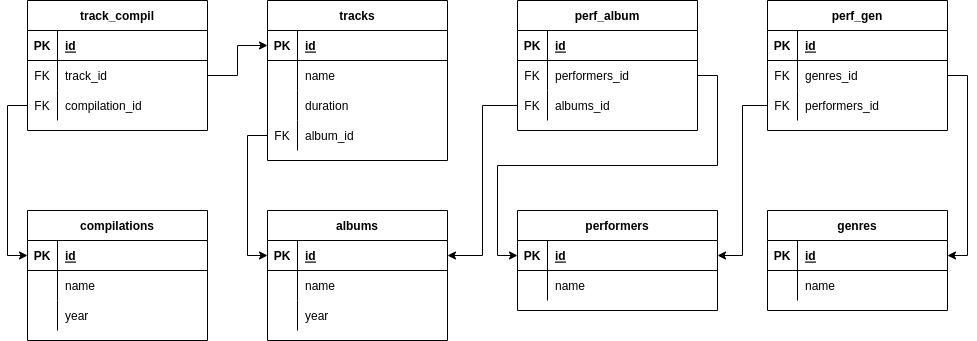 track_compil
PK id
FK track_id
FK compilation_id
tracks
PK id
name
duration
FK album_id
perf_album
PK id
FK performers_id
FK albums_id
perf_gen
PK id
FK genres_id
FK performers_id
compilations
PK id
name
year
albums
PK id
name
year
performers
PK id
name
genres
PK id
name